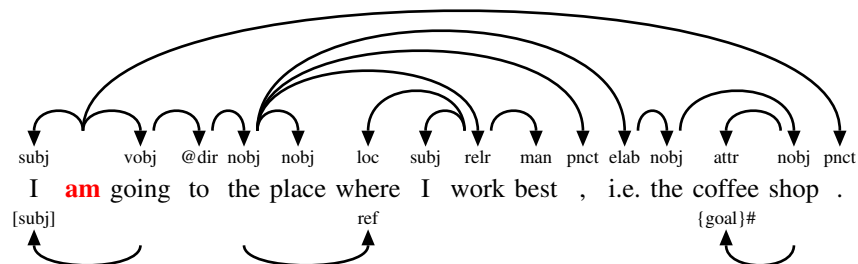 subj vobj @dir nobj nobj loc subj relr man pnct elab nobj attr nobj pnct
I am going to the place where I work best , i.e. the coffee shop .
[subj] ref {goal}#